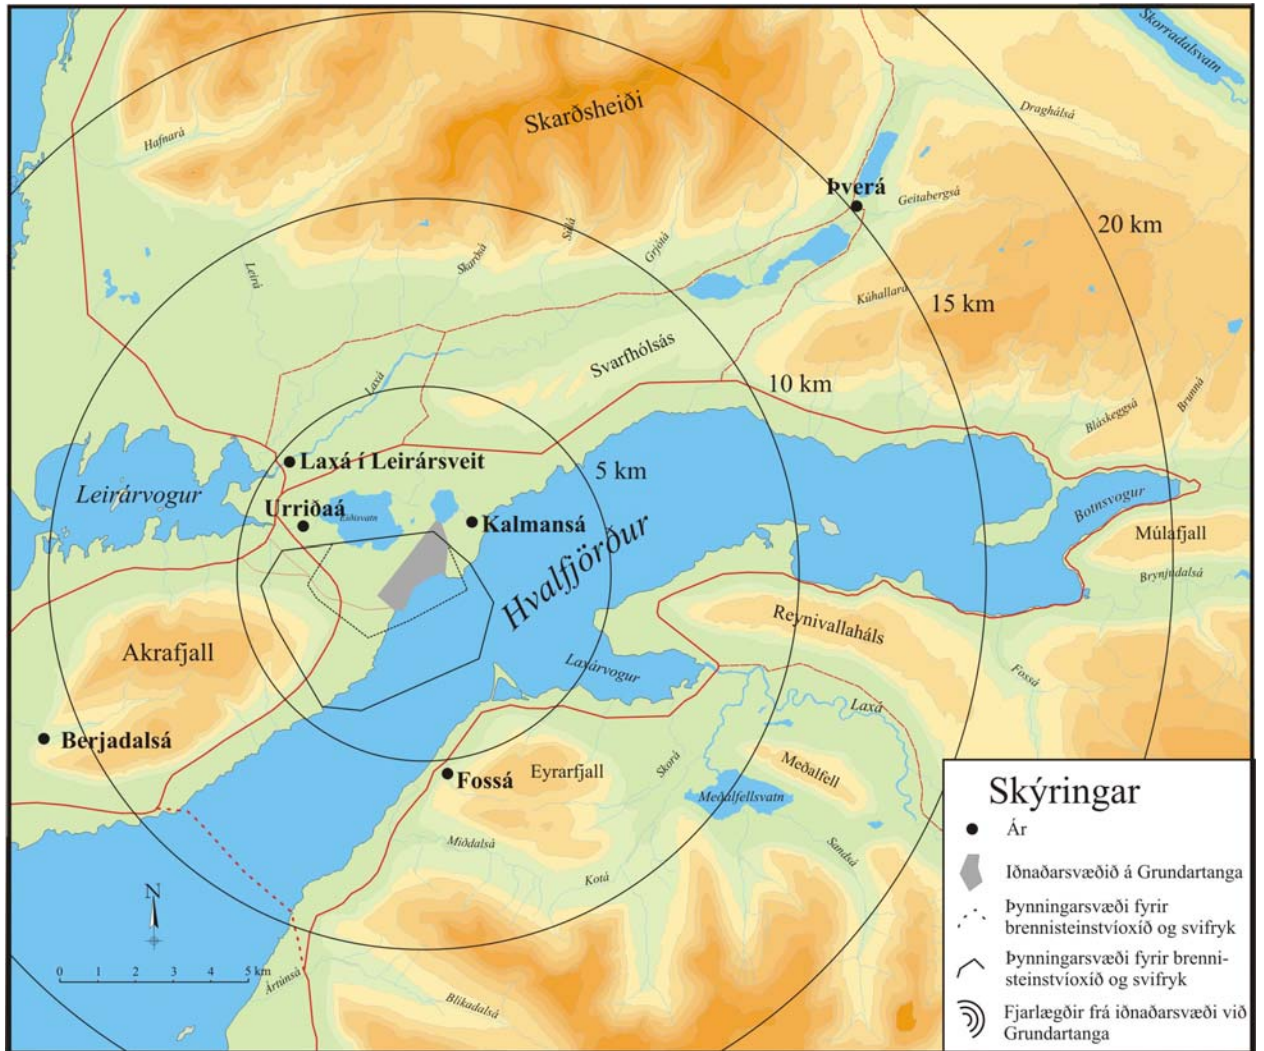 Skorradalsvatn
Draghálsá
Skarðsheiði
Hafnará
Þverá
Geitabergsá
20 km
Súlá
Grjótá
Skarðsá
Leirá
Kúhallará
15 km
Svarfhólsás
Laxá
10 km
Brunná
Bláskeggsá
Laxá í Leirársveit
5 km
Leirárvogur
Urriðaá
Eiðisvatn
Kalmansá
Botnsvogur
Múlafjall
Hvalfjörður
Brynjudalsá
Reynivallaháls
Akrafjall
Laxárvogur
Fossá
Laxá
Berjadalsá
Fossá
Eyrarfjall
Skorá
Meðalfell
Meðalfellsvatn
Miðdalsá
Sandsá
Kotá
N
0 1 2 3 4 5 km
Ártúnsá
Blikadalsá
Skýringar
Ár
Iðnaðarsvæðið á Grundartanga
Þynningarsvæði fyrir
brennisteinstvíoxíð og svifryk
Þynningarsvæði fyrir brenni-
steinstvíoxíð og svifryk
Fjarlægðir frá iðnaðarsvæði við
Grundartanga